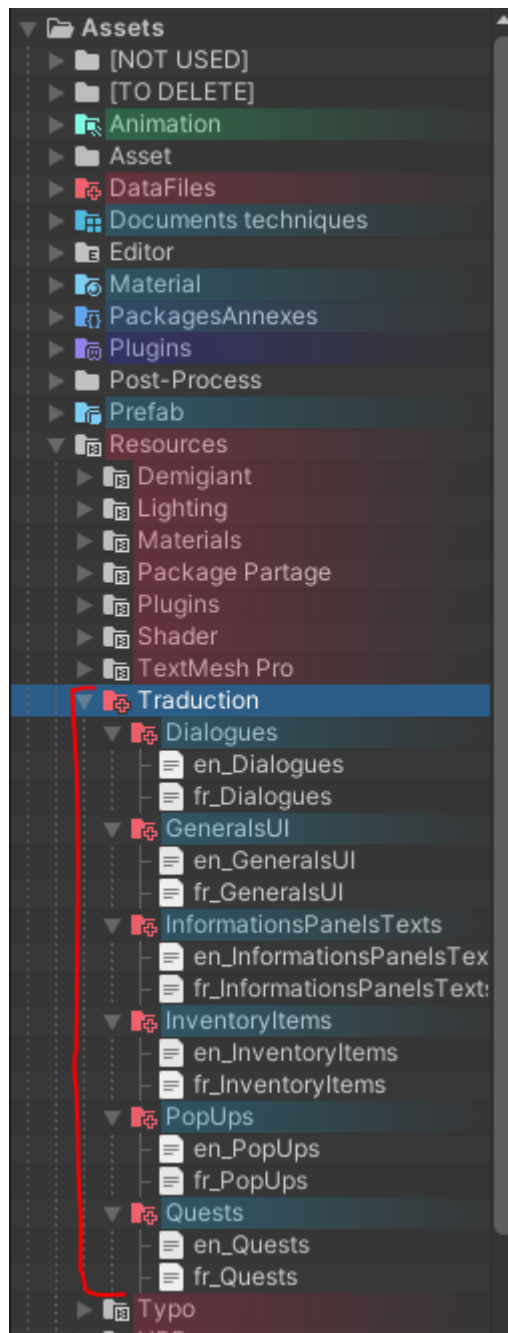 Assets
[NOT USED]
[TO DELETE]
Animation
Asset
DataFiles
Documents techniques
Editor
Material
PackagesAnnexes
Plugins
Post-Process
Prefab
Resources
Demigiant
Lighting
Materials
Package Partage
Plugins
Shader
TextMesh Pro
Traduction
Dialogues
en_Dialogues
fr_Dialogues
GeneralsUI
en_GeneralsUI
fr_GeneralsUI
InformationsPanelsTexts
en_InformationsPanelsTex
fr_InformationsPanelsTexts
InventoryItems
en_InventoryItems
fr_InventoryItems
PopUps
en_PopUps
fr_PopUps
Quests
en_Quests
fr_Quests
Typo